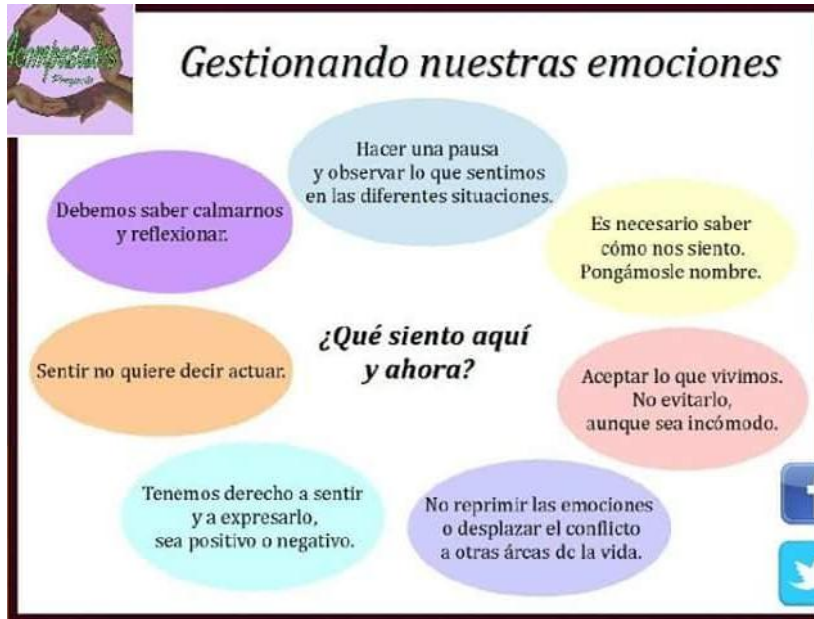 Acompasados
Proyecto
Gestionando nuestras emociones
Hacer una pausa
y observar lo que sentimos
en las diferentes situaciones.
Es necesario saber
cómo nos siento.
Pongámosle nombre.
Aceptar lo que vivimos.
No evitarlo,
aunque sea incómodo.
No reprimir las emociones
o desplazar el conflicto
a otras áreas de la vida.
Tenemos derecho a sentir
y a expresarlo,
sea positivo o negativo.
Sentir no quiere decir actuar.
Debemos saber calmarnos
y reflexionar.
¿Qué siento aquí
y ahora?